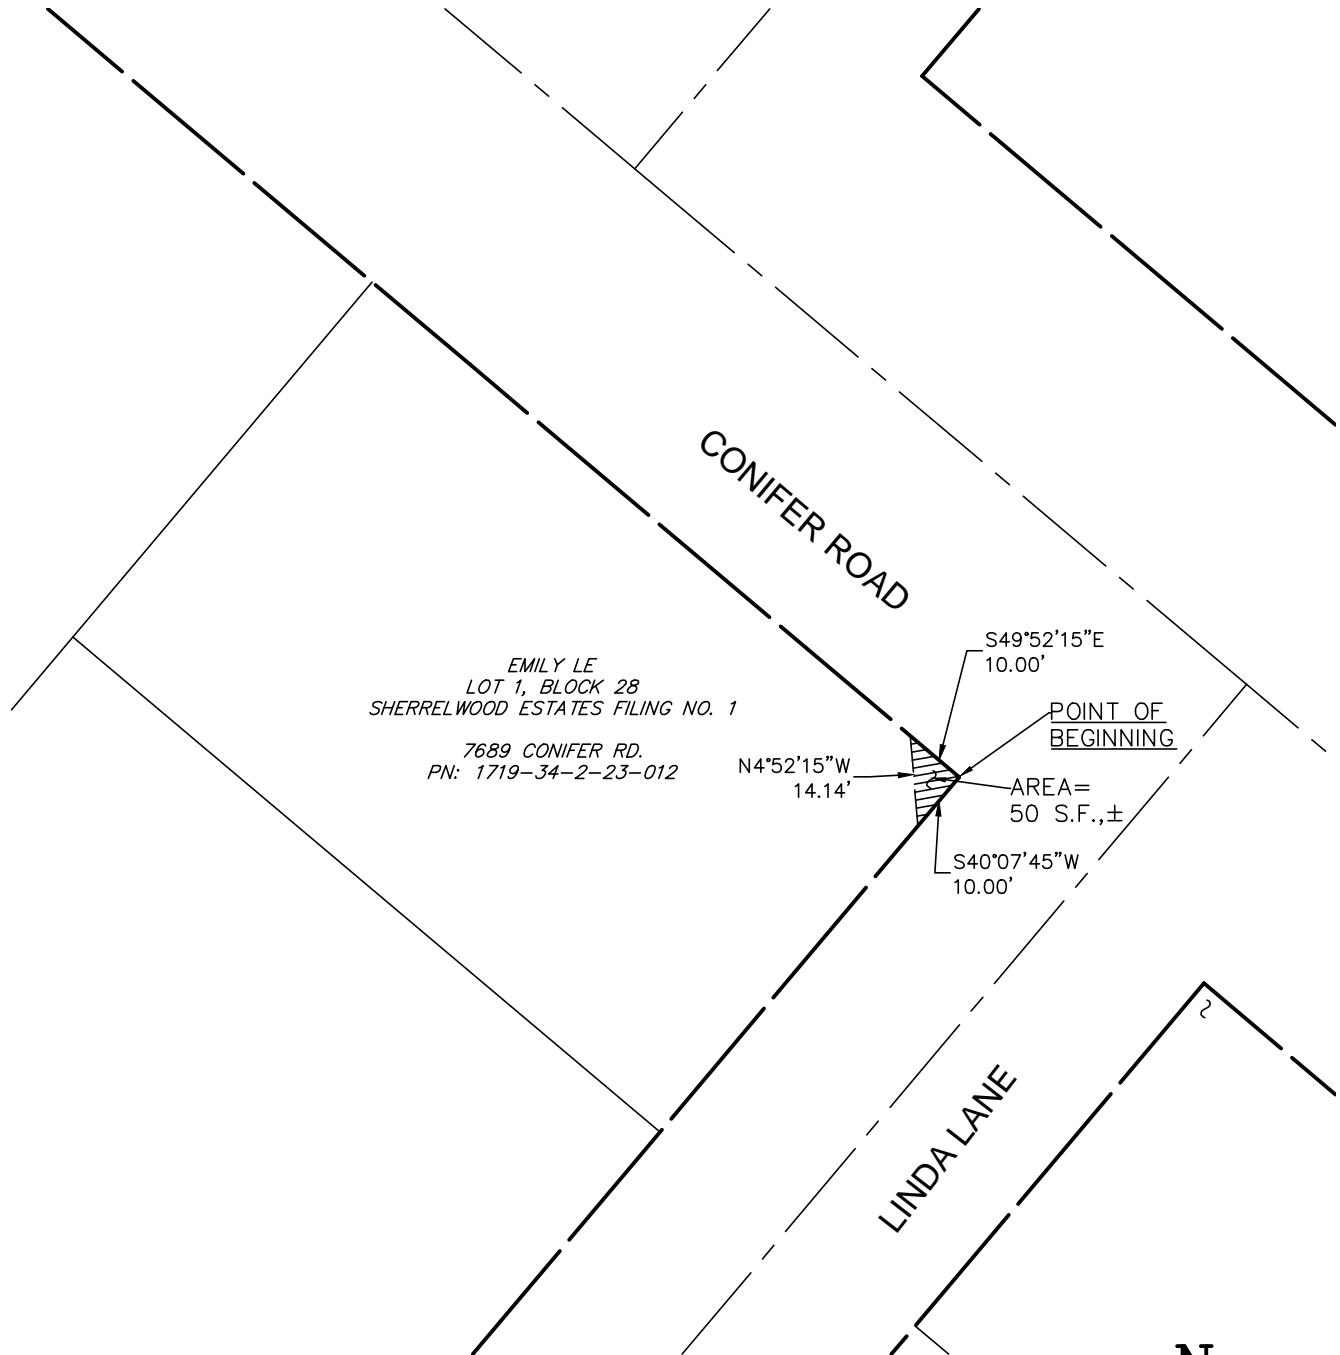 CONIFER ROAD
S49°52'15"E
10.00'
EMILY LE
LOT 1, BLOCK 28
SHERRELWOOD ESTATES FILING NO. 1
7689 CONIFER RD.
PN: 1719-34-2-23-012
POINT OF
BEGINNING
N4°52'15"W
14.14'
AREA=
50 S.F.,±
S40°07'45"W
10.00'
LINDA LANE
N